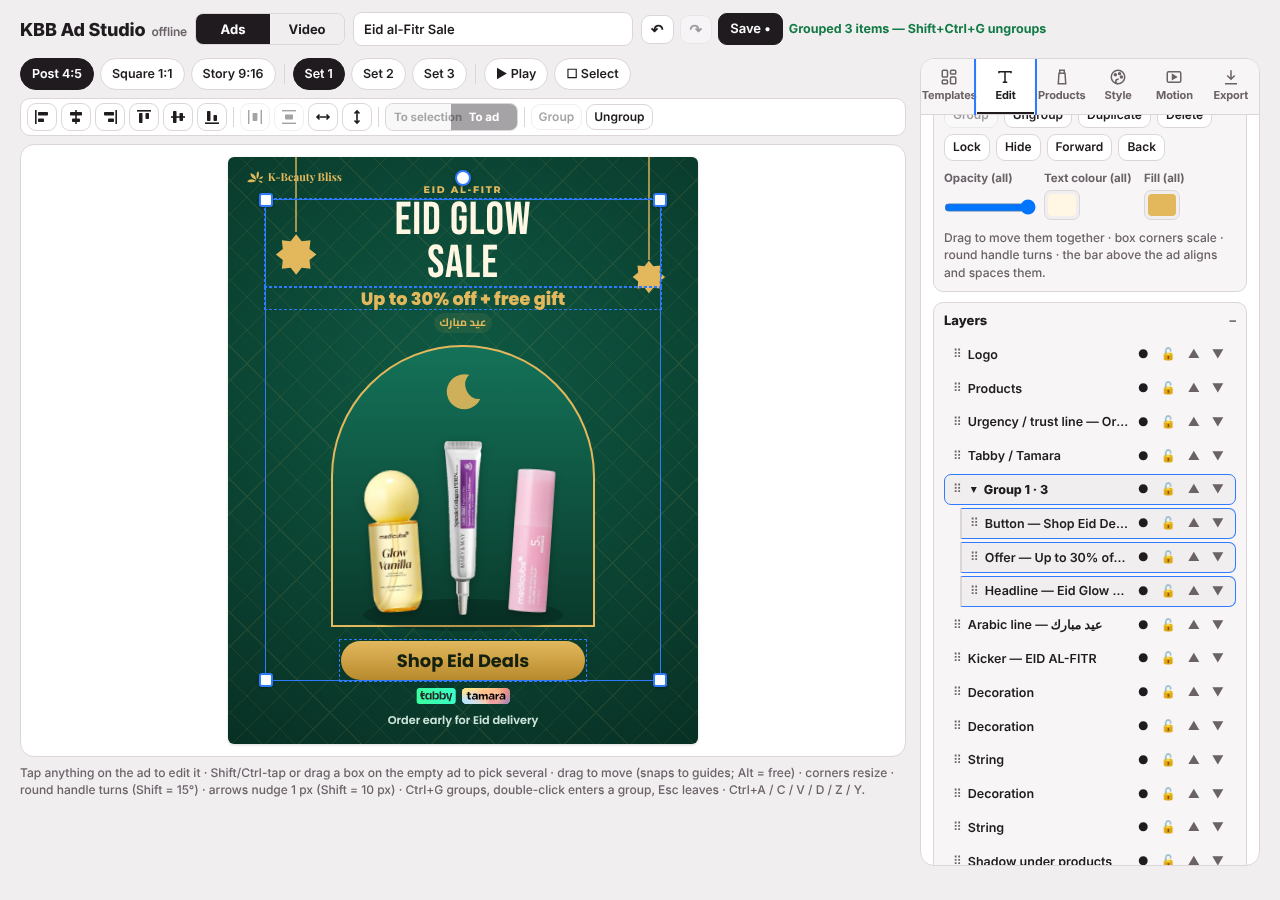 KBB Ad Studio offline Ads Video Eid al-Fitr Sale Save • Grouped 3 items — Shift+Ctrl+G ungroups
Post 4:5 Square 1:1 Story 9:16 Set 1 Set 2 Set 3 ▶ Play ☐ Select
To selection To ad Group Ungroup
Templates Edit Products Style Motion Export
K-Beauty Bliss
EID AL-FITR
EID GLOW
SALE
Up to 30% off + free gift
عيد مبارك
medicube
Glow
Vanilla
MARY&MAY
medicube
Shop Eid Deals
tabby tamara
Order early for Eid delivery
Tap anything on the ad to edit it · Shift/Ctrl-tap or drag a box on the empty ad to pick several · drag to move (snaps to guides; Alt = free) · corners resize ·
round handle turns (Shift = 15°) · arrows nudge 1 px (Shift = 10 px) · Ctrl+G groups, double-click enters a group, Esc leaves · Ctrl+A / C / V / D / Z / Y.
Group Ungroup Duplicate Delete
Lock Hide Forward Back
Opacity (all) Text colour (all) Fill (all)
Drag to move them together · box corners scale ·
round handle turns · the bar above the ad aligns
and spaces them.
Layers –
Logo
Products
Urgency / trust line — Or...
Tabby / Tamara
▼ Group 1 · 3
Button — Shop Eid De...
Offer — Up to 30% of...
Headline — Eid Glow ...
Arabic line — عيد مبارك
Kicker — EID AL-FITR
Decoration
Decoration
String
Decoration
String
Shadow under products